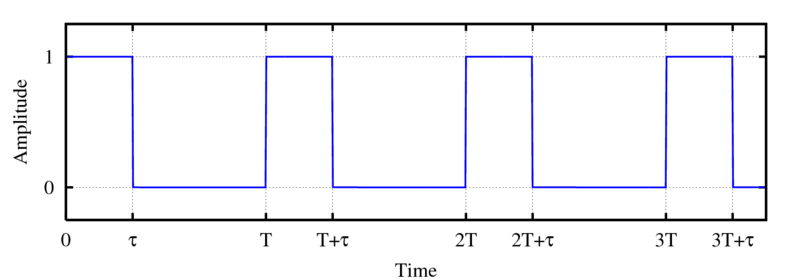 Amplitude
1
0
0 τ T T+τ 2T 2T+τ 3T 3T+τ
Time